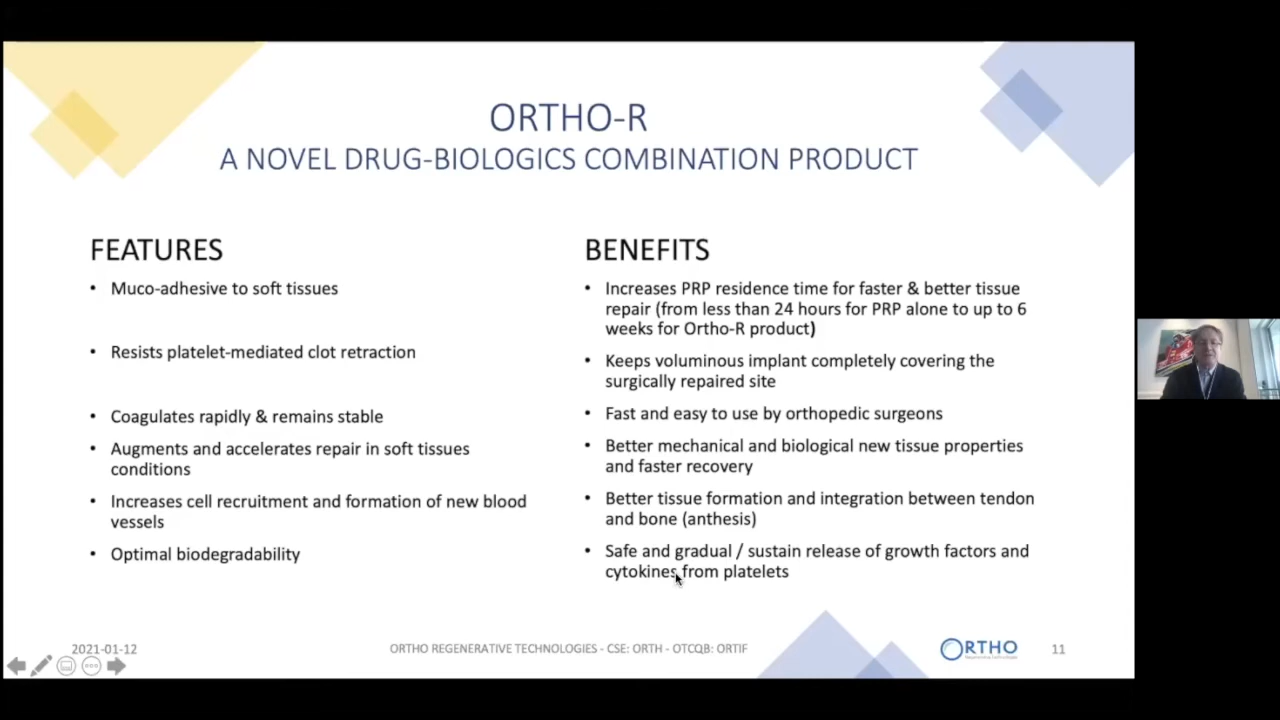 ORTHO-R
A NOVEL DRUG-BIOLOGICS COMBINATION PRODUCT
FEATURES
• Muco-adhesive to soft tissues
• Resists platelet-mediated clot retraction
• Coagulates rapidly & remains stable
• Augments and accelerates repair in soft tissues
conditions
• Increases cell recruitment and formation of new blood
vessels
• Optimal biodegradability
BENEFITS
• Increases PRP residence time for faster & better tissue
repair (from less than 24 hours for PRP alone to up to 6
weeks for Ortho-R product)
• Keeps voluminous implant completely covering the
surgically repaired site
• Fast and easy to use by orthopedic surgeons
• Better mechanical and biological new tissue properties
and faster recovery
• Better tissue formation and integration between tendon
and bone (anthesis)
• Safe and gradual / sustain release of growth factors and
cytokines from platelets
2021-01-12
ORTHO REGENERATIVE TECHNOLOGIES - CSE: ORTH - OTCQB: ORTIF
ORTHO
11